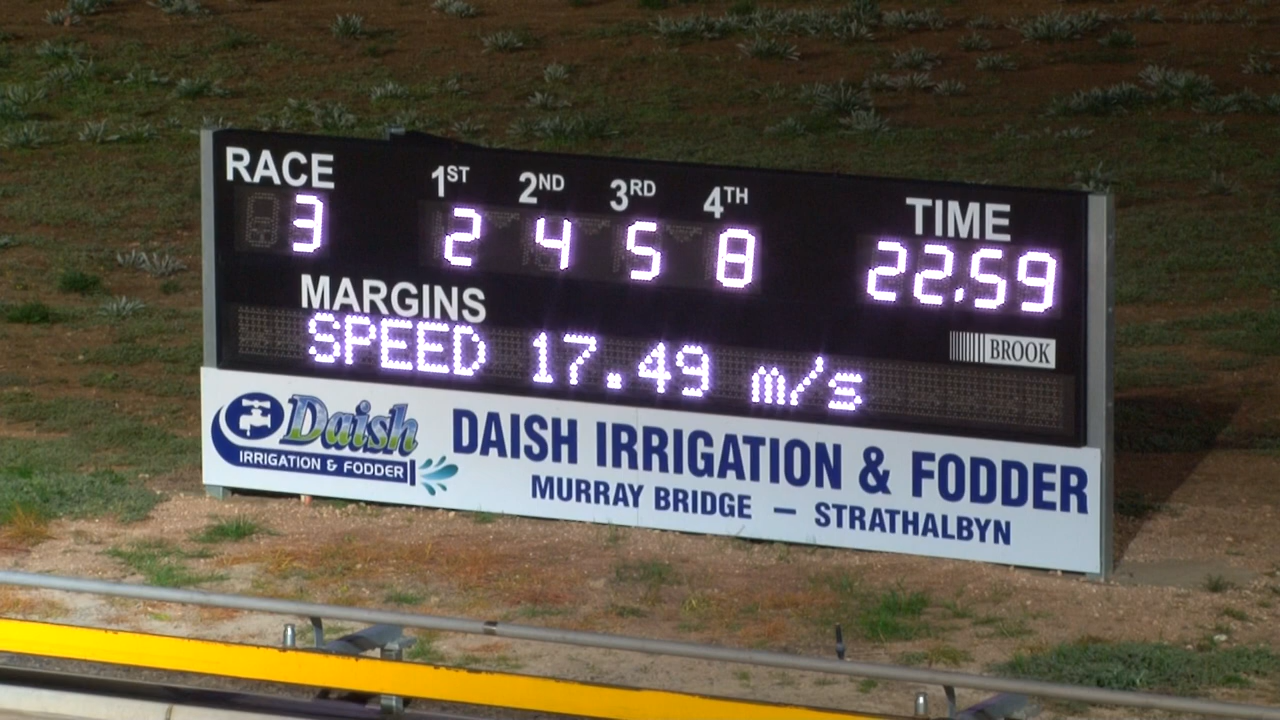 RACE 1ST 2ND 3RD 4TH TIME
3 2 4 5 8 22.59
MARGINS
SPEED 17.49 m/s
BROOK
Daish
IRRIGATION & FODDER
DAISH IRRIGATION & FODDER
MURRAY BRIDGE — STRATHALBYN